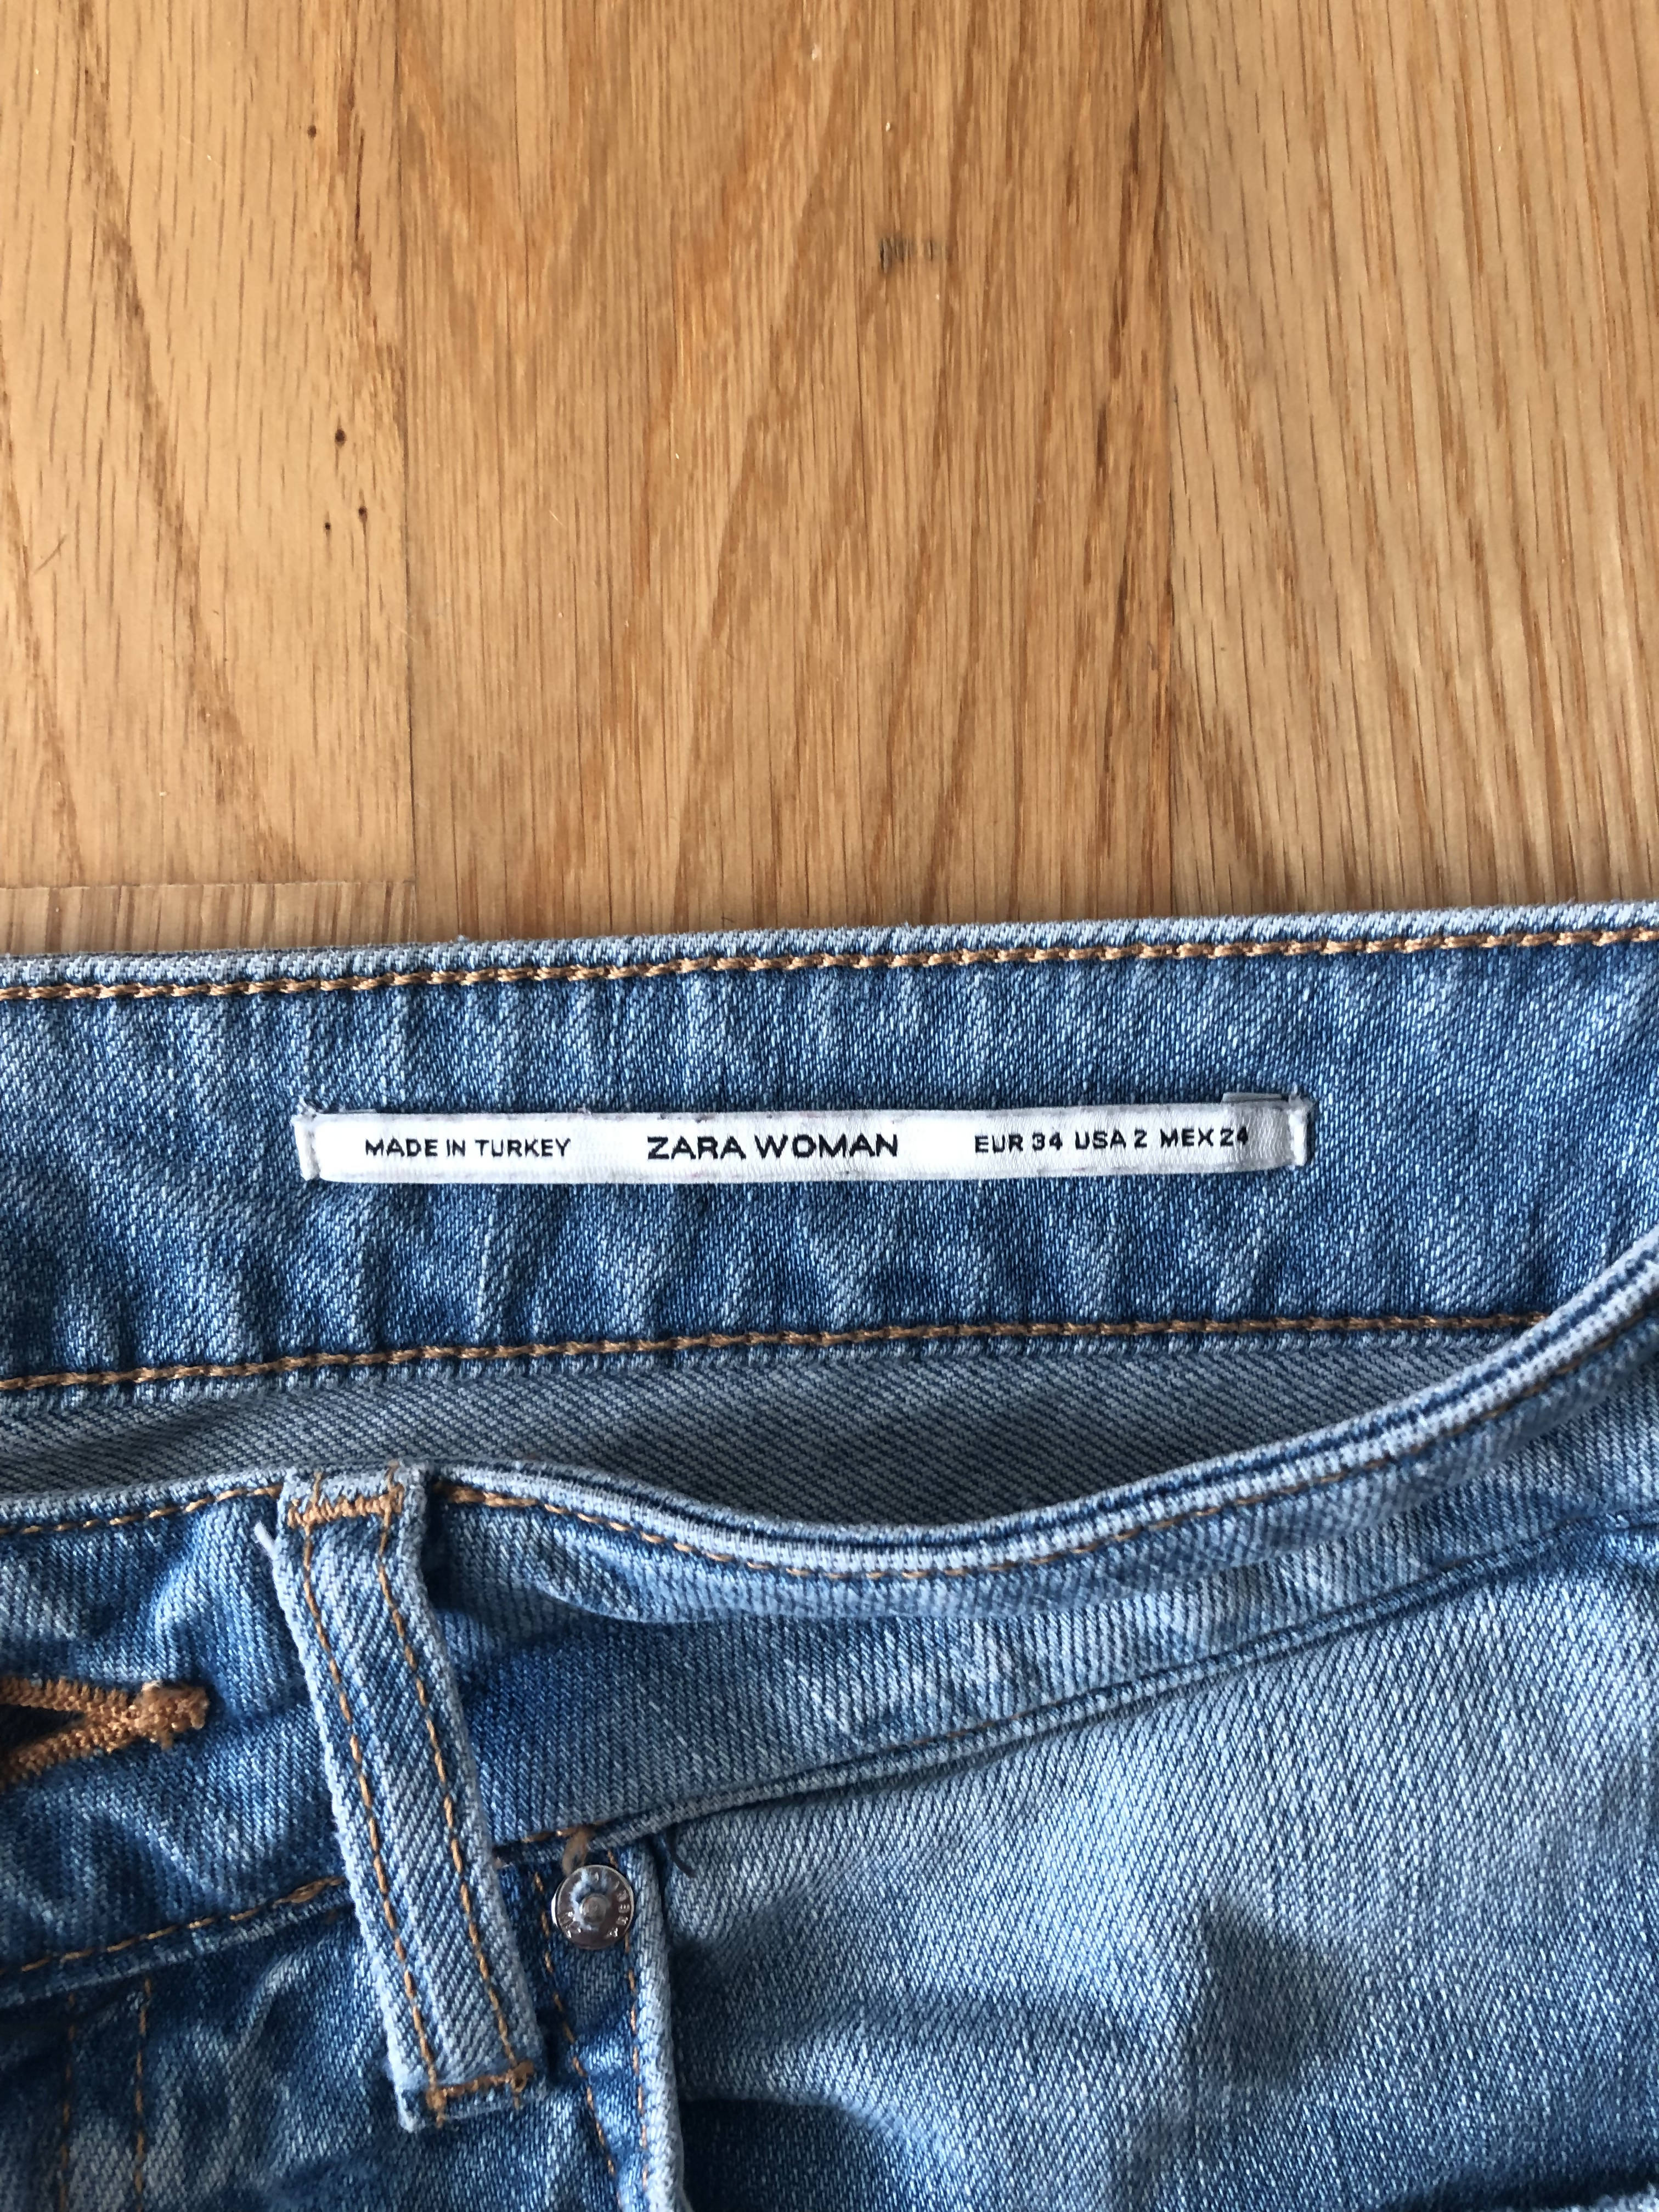 MADE IN TURKEY ZARA WOMAN EUR 34 USA 2 MEX 24